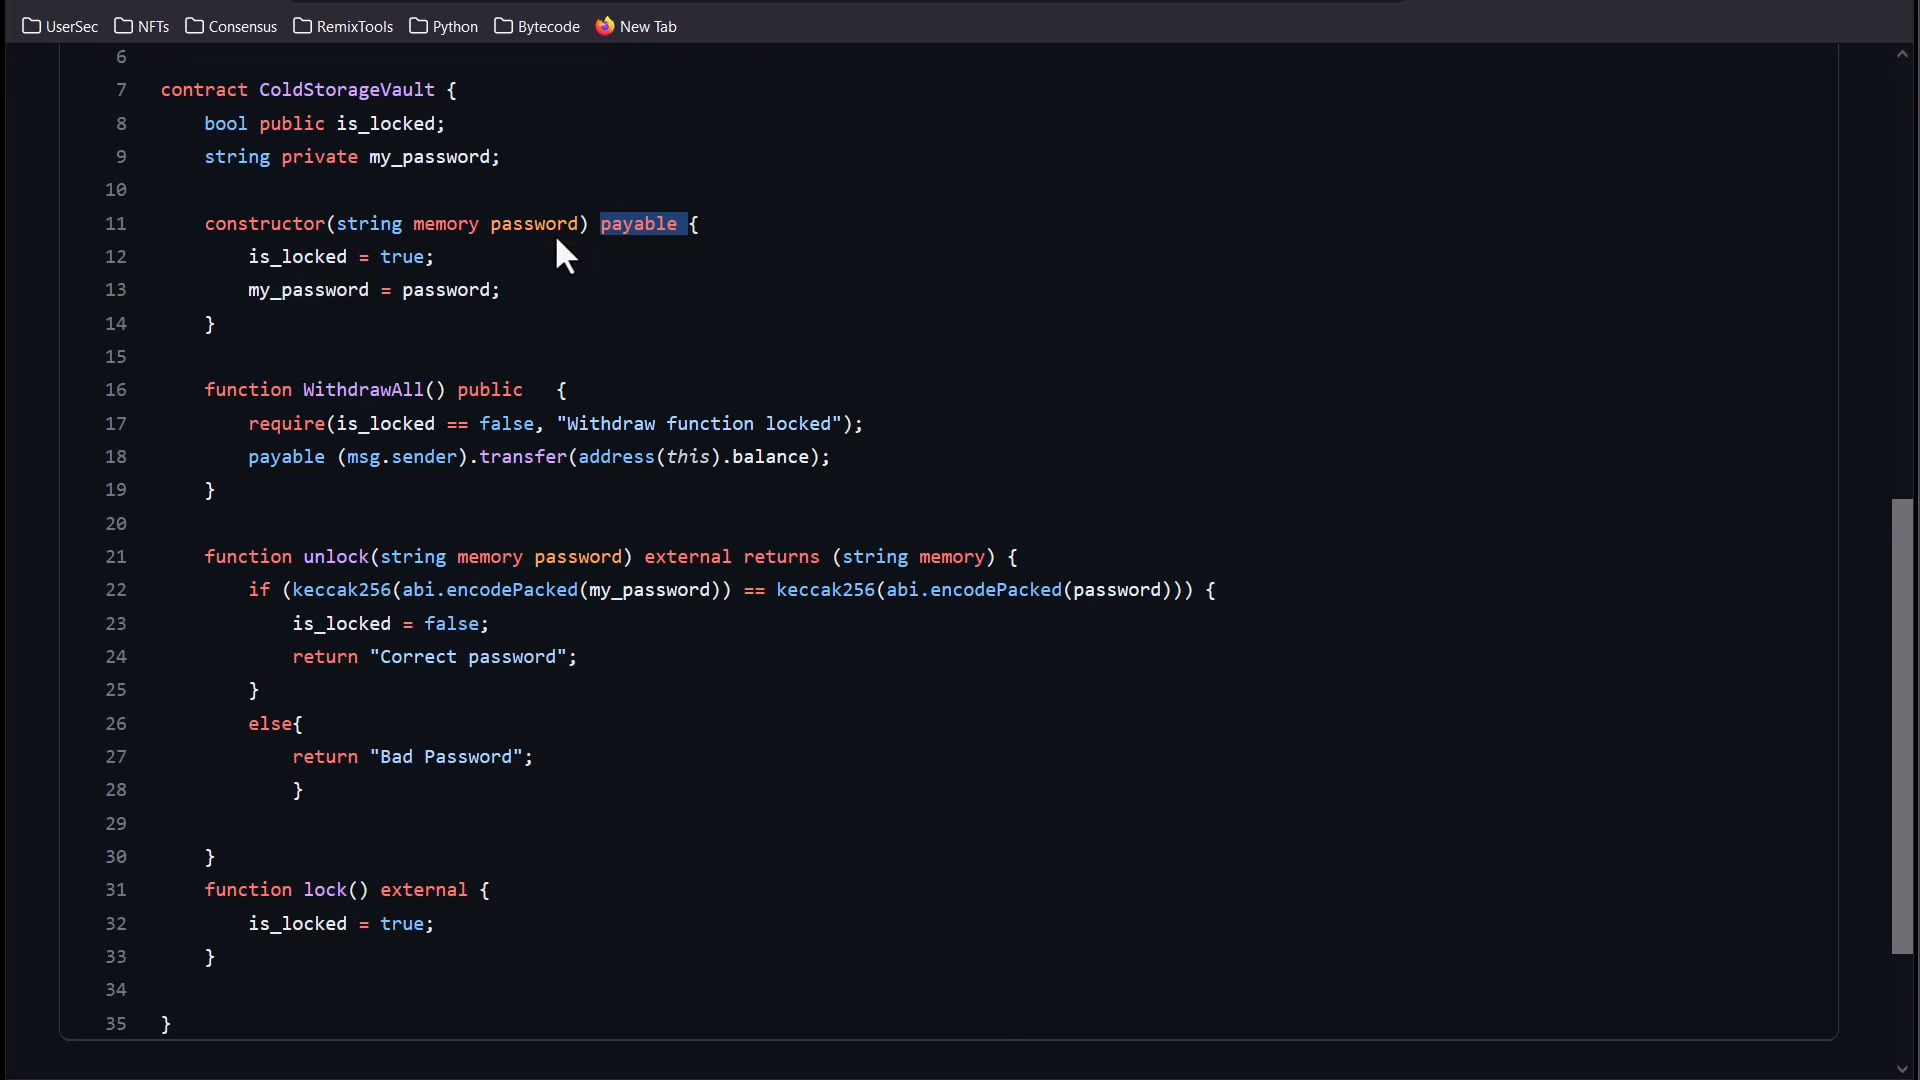 UserSec NFTs Consensus RemixTools Python Bytecode New Tab
6
7 contract ColdStorageVault {
8 bool public is_locked;
9 string private my_password;
10
11 constructor(string memory password) payable {
12 is_locked = true;
13 my_password = password;
14 }
15
16 function WithdrawAll() public {
17 require(is_locked == false, "Withdraw function locked");
18 payable (msg.sender).transfer(address(this).balance);
19 }
20
21 function unlock(string memory password) external returns (string memory) {
22 if (keccak256(abi.encodePacked(my_password)) == keccak256(abi.encodePacked(password))) {
23 is_locked = false;
24 return "Correct password";
25 }
26 else{
27 return "Bad Password";
28 }
29
30 }
31 function lock() external {
32 is_locked = true;
33 }
34
35 }